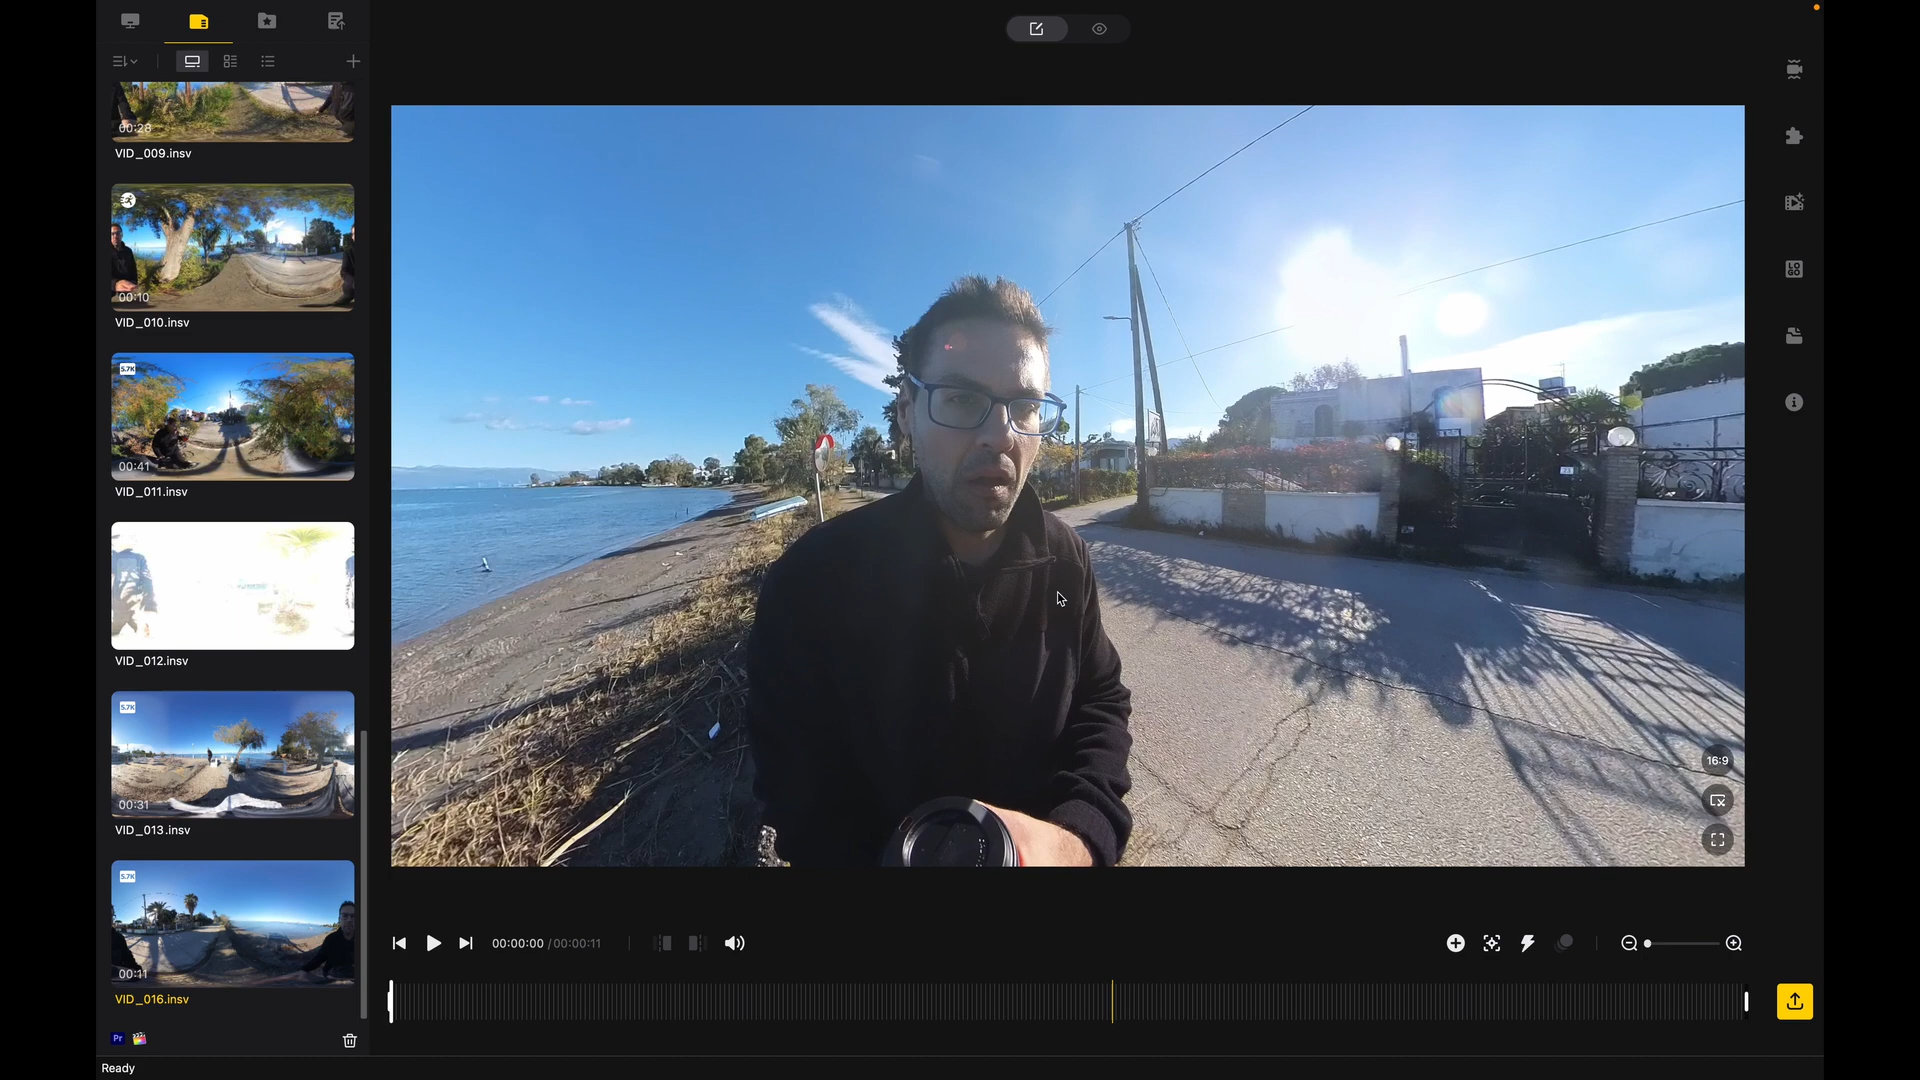 00:28
VID_009.insv
00:10
VID_010.insv
5.7K
00:41
VID_011.insv
VID_012.insv
5.7K
00:31
VID_013.insv
5.7K
00:11
VID_016.insv
Pr
Ready
LO
GO
16:9
00:00:00 / 00:00:11